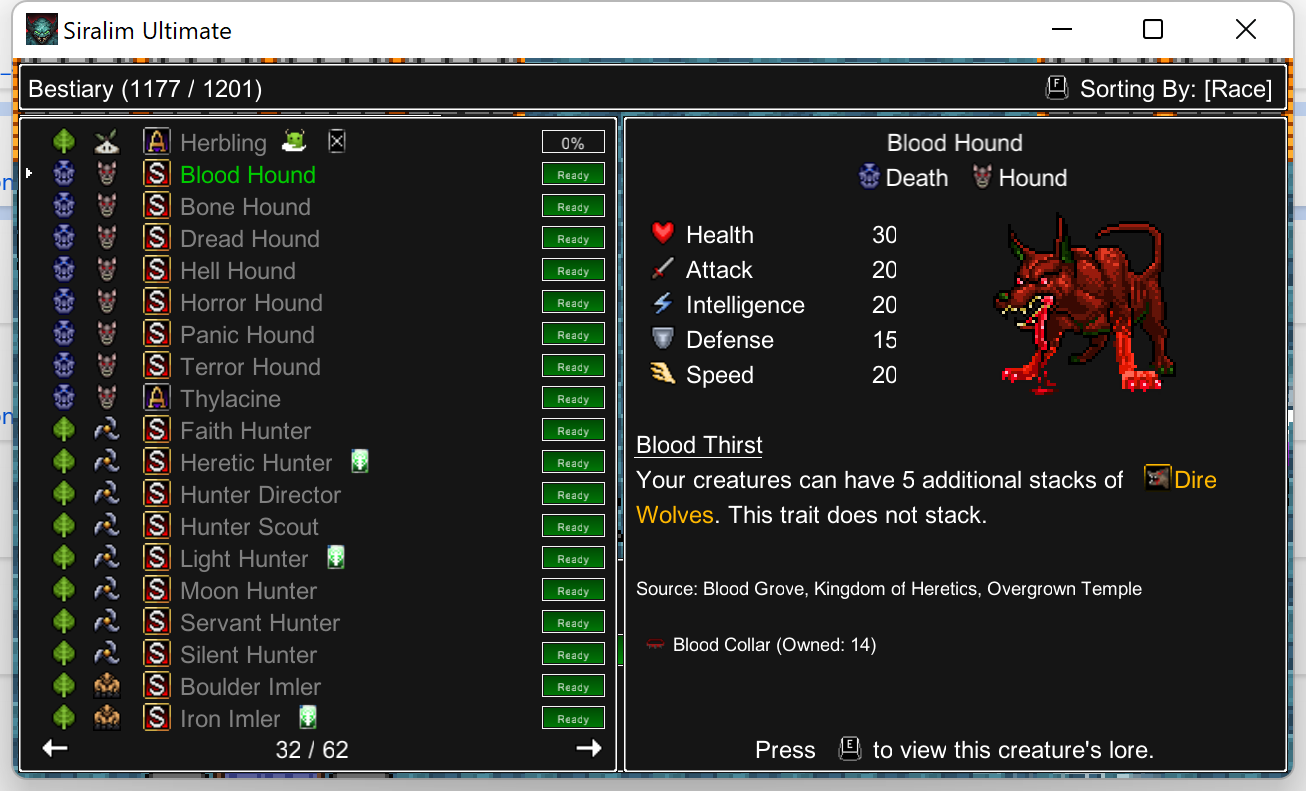 Siralim Ultimate
Bestiary (1177 / 1201)
F Sorting By: [Race]
A Herbling 0%
S Blood Hound Ready
S Bone Hound Ready
S Dread Hound Ready
S Hell Hound Ready
S Horror Hound Ready
S Panic Hound Ready
S Terror Hound Ready
A Thylacine Ready
S Faith Hunter Ready
S Heretic Hunter Ready
S Hunter Director Ready
S Hunter Scout Ready
S Light Hunter Ready
S Moon Hunter Ready
S Servant Hunter Ready
S Silent Hunter Ready
S Boulder Imler Ready
S Iron Imler Ready
32 / 62
Blood Hound
Death Hound
Health 30
Attack 20
Intelligence 20
Defense 15
Speed 20
Blood Thirst
Your creatures can have 5 additional stacks of Dire
Wolves. This trait does not stack.
Source: Blood Grove, Kingdom of Heretics, Overgrown Temple
Blood Collar (Owned: 14)
Press E to view this creature's lore.